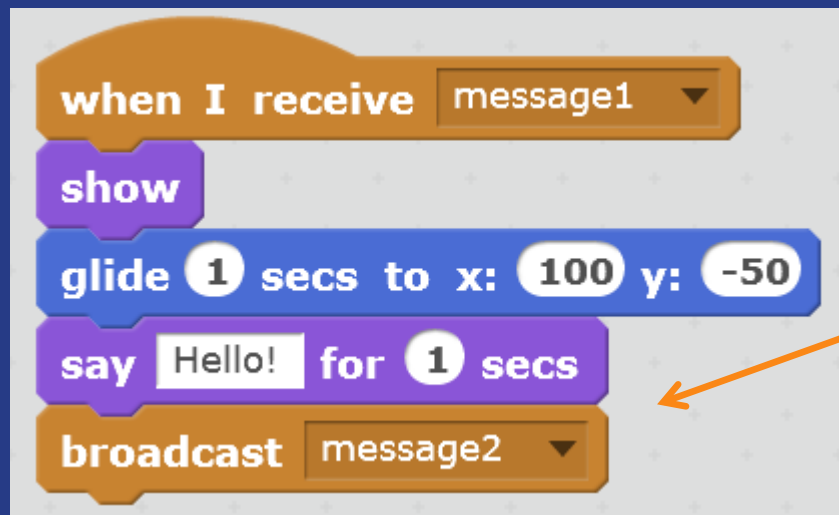 when I receive message1
show
glide 1 secs to x: 100 y: -50
say Hello! for 1 secs
broadcast message2